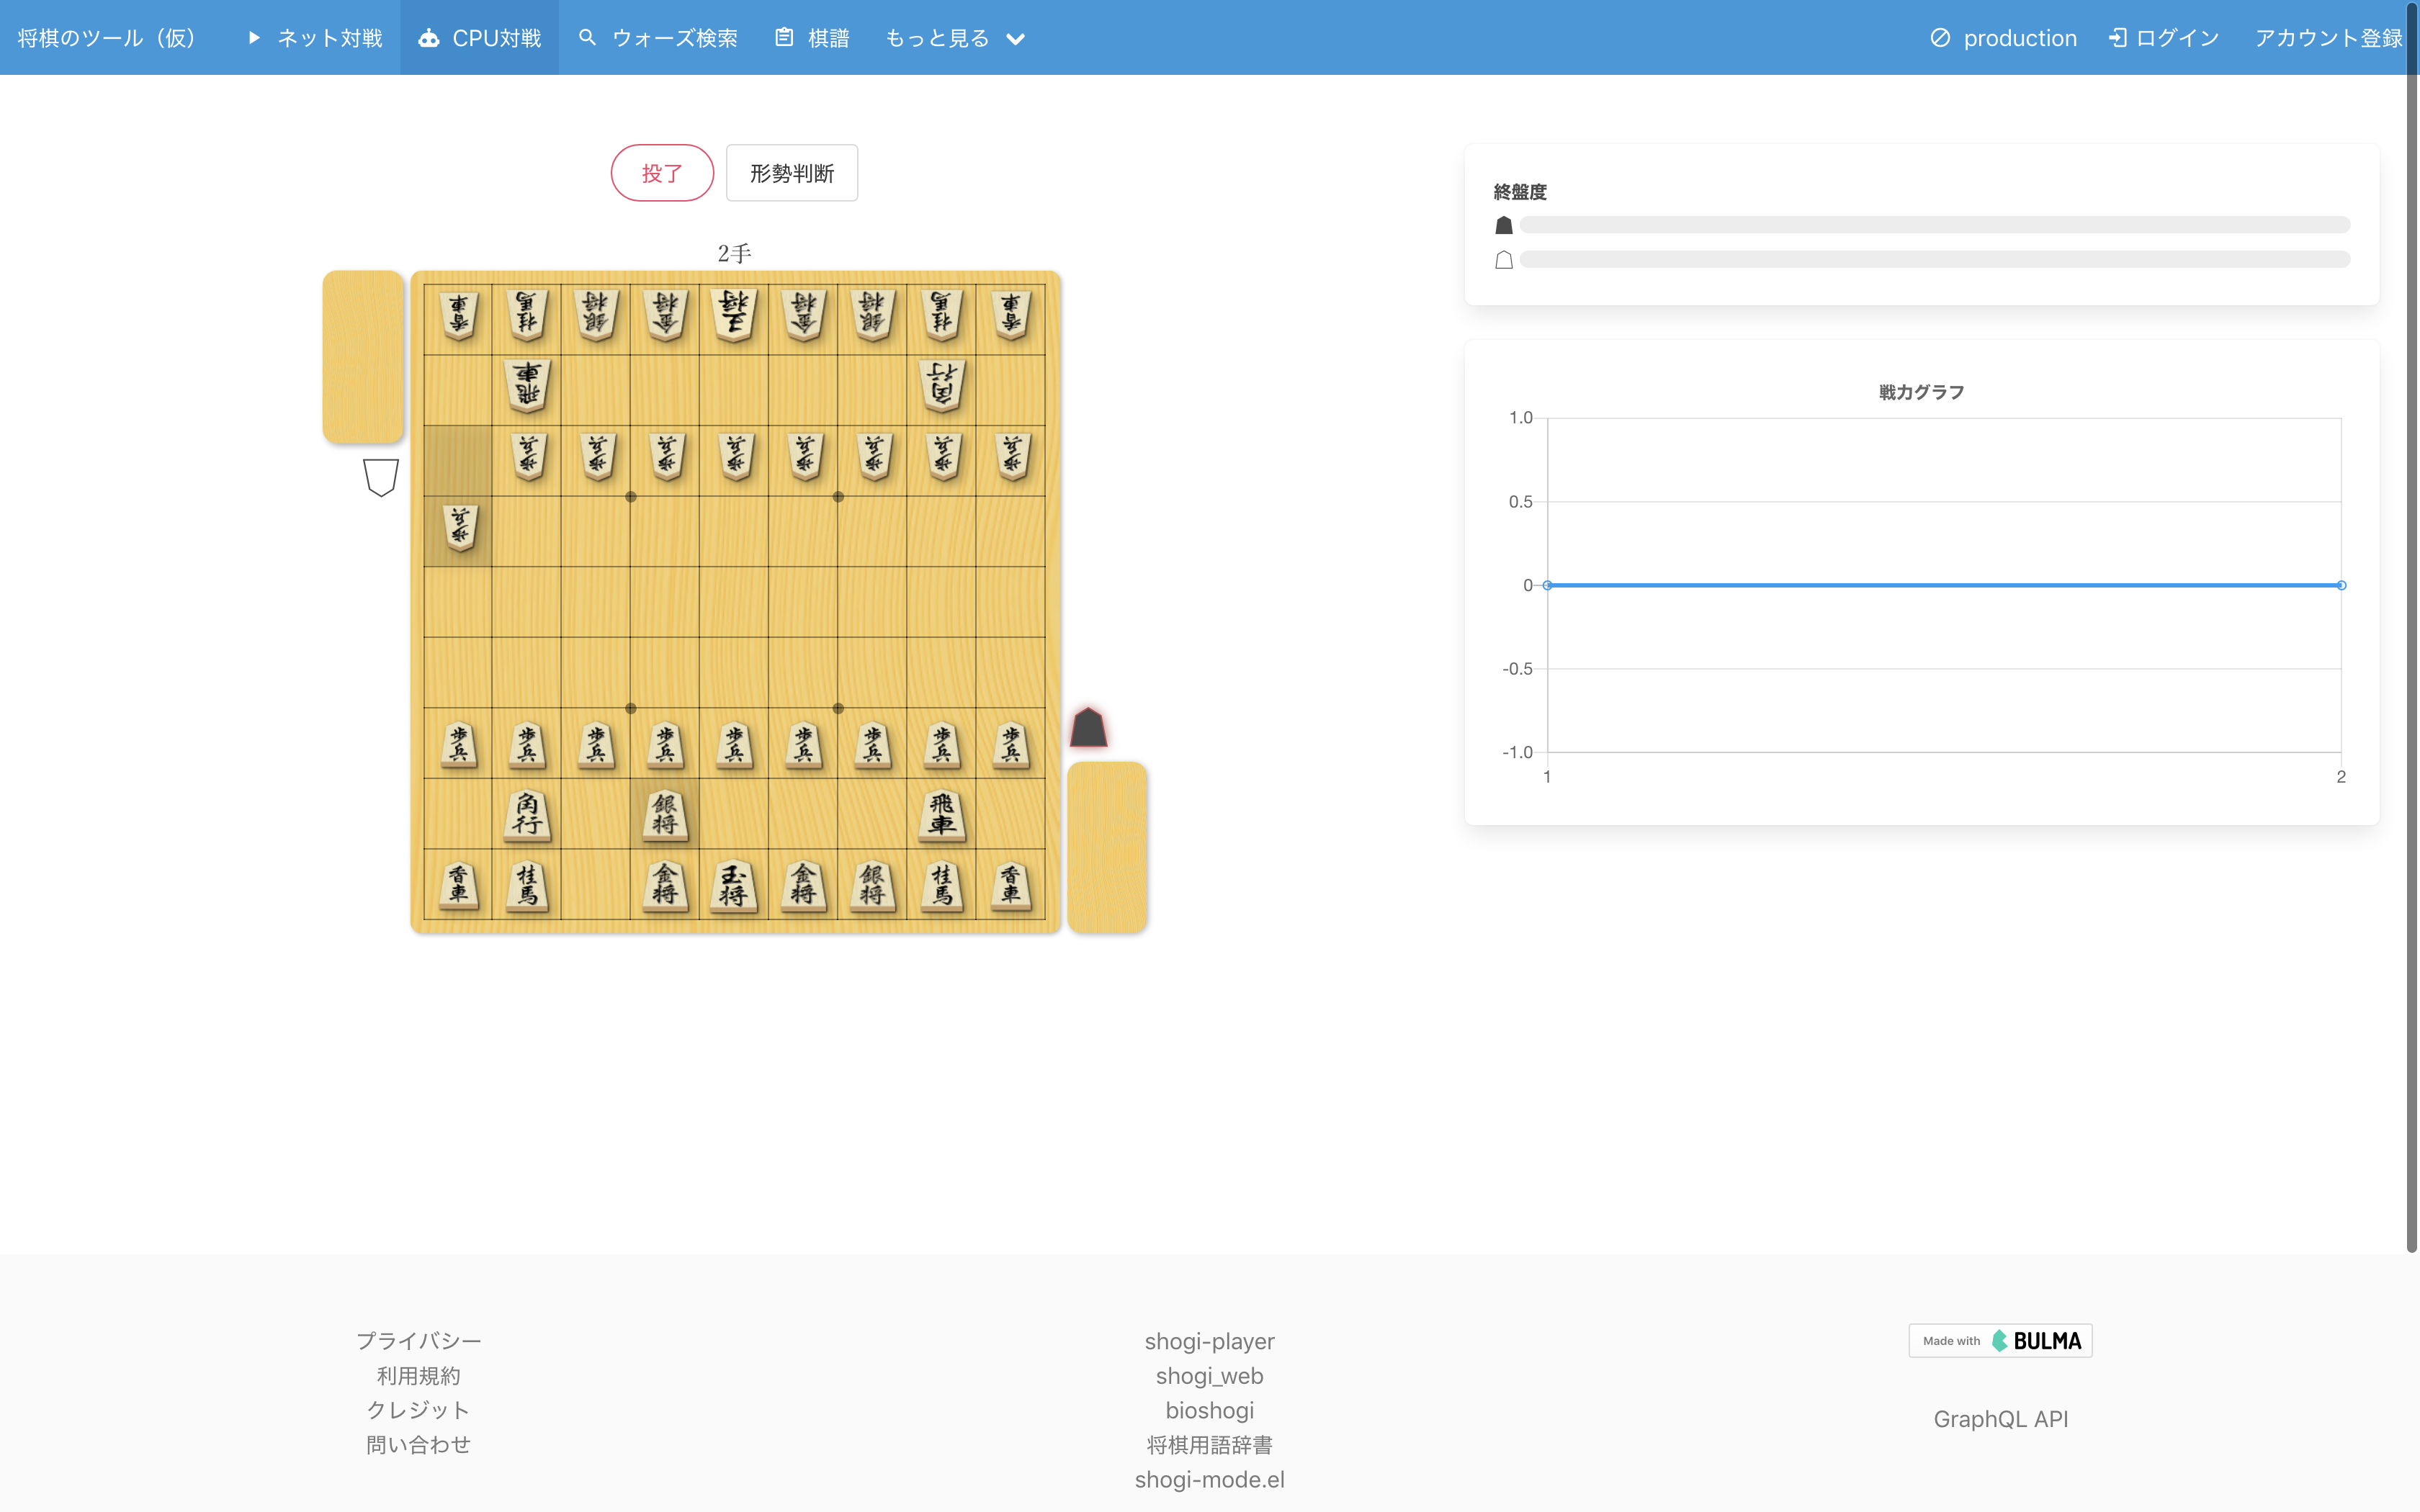 将棋のツール（仮） ネット対戦 CPU対戦 ウォーズ検索 棋譜 もっと見る production ログイン アカウント登録
投了 形勢判断
2手
香車 桂馬 銀将 金将 王将 金将 銀将 桂馬 香車
飛車 角行
歩兵 歩兵 歩兵 歩兵 歩兵 歩兵 歩兵 歩兵
歩兵
歩兵 歩兵 歩兵 歩兵 歩兵 歩兵 歩兵 歩兵 歩兵
角行 銀将 飛車
香車 桂馬 金将 玉将 金将 銀将 桂馬 香車
終盤度
戦力グラフ
1.0
0.5
0
-0.5
-1.0
1 2
プライバシー
利用規約
クレジット
問い合わせ
shogi-player
shogi_web
bioshogi
将棋用語辞書
shogi-mode.el
Made with BULMA
GraphQL API